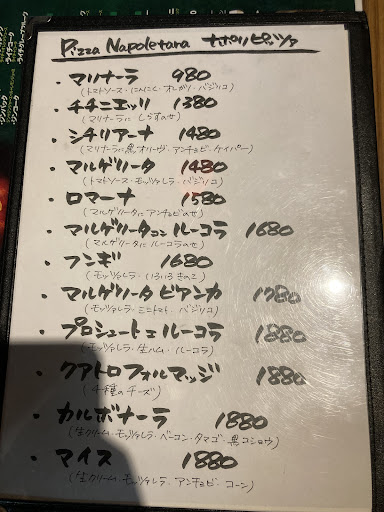 Pizza Napoletana ナポリピッツァ
・マリナーラ 980
(トマトソース・にんにく・オレガノ・バジリコ)
・チチニエッリ 1380
(マリナーラに しらすのせ)
・シチリアーナ 1480
(マリナーラに黒オリーヴ・アンチョビ・ケイパー)
・マルゲリータ 1480
(トマトソース・モッツァレラ・バジリコ)
・ロマーナ 1580
(マルゲリータに アンチョビのせ)
・マルゲリータコン ルーコラ 1680
(マルゲリータに ルーコラのせ)
・フンギ 1680
(モッツァレラ・いろいろきのこ)
・マルゲリータ ビアンカ 1780
(モッツァレラ・ミニトマト・バジリコ)
・プロシュート エ ルーコラ 1880
(モッツァレラ・生ハム・ルーコラ)
・クアトロフォルマッジ 1880
(4種のチーズ)
・カルボナーラ 1880
(生クリーム・モッツァレラ・ベーコン・タマゴ・黒コショウ)
・マイス 1880
(生クリーム・モッツァレラ・アンチョビ・コーン)